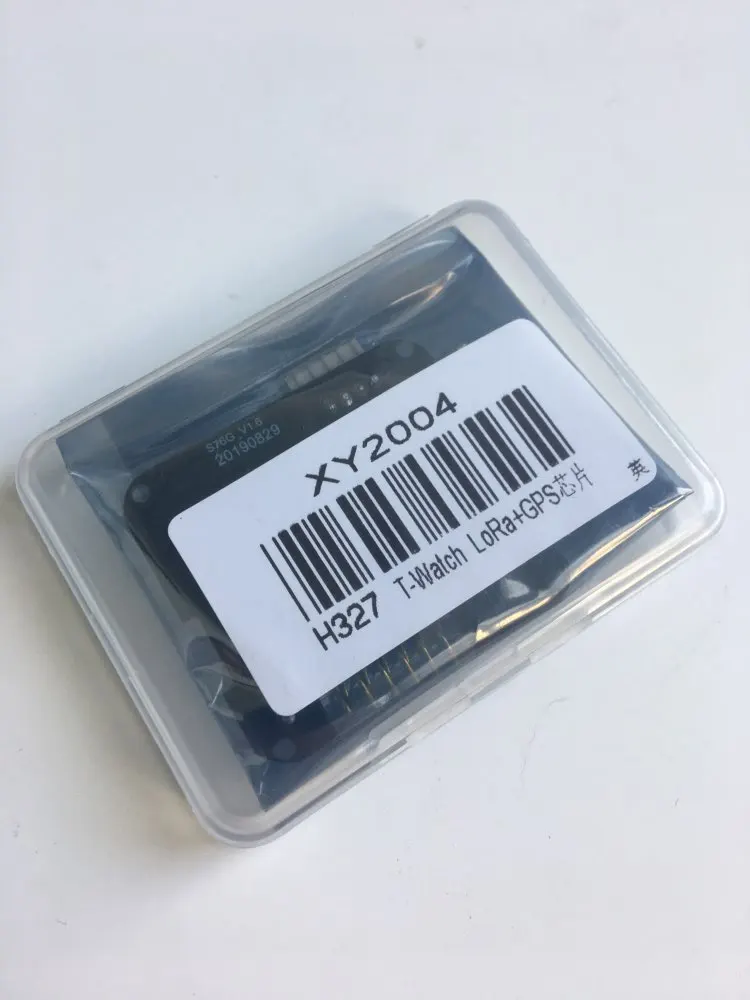 S76G V1.6
20190829
XY2004
H327 T-Watch LoRa+GPS芯片
英